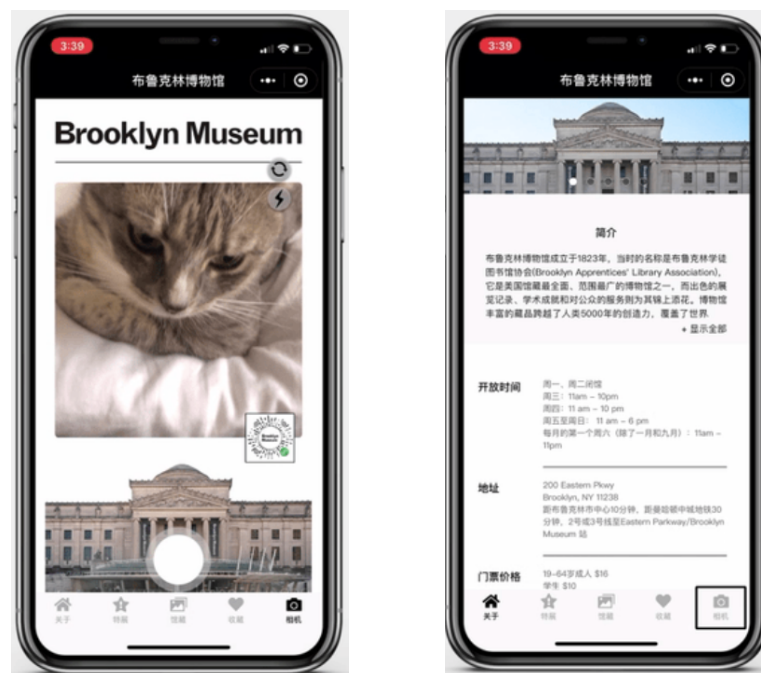 3:39
布鲁克林博物馆
Brooklyn Museum
关于
特展
馆藏
收藏
相机
3:39
布鲁克林博物馆
简介
布鲁克林博物馆成立于1823年，当时的名称是布鲁克林学徒
图书馆协会(Brooklyn Apprentices' Library Association)，
它是美国馆藏最全面、范围最广的博物馆之一，而出色的展
览记录、学术成就和对公众的服务则为其锦上添花。博物馆
丰富的藏品跨越了人类5000年的创造力，覆盖了世界
+ 显示全部
开放时间
周一、周二闭馆
周三：11am – 10pm
周四：11 am – 10 pm
周五至周日： 11 am – 6 pm
每月的第一个周六（除了一月和九月）：11am –
11pm
地址
200 Eastern Pkwy
Brooklyn, NY 11238
距布鲁克林市中心10分钟，距曼哈顿中城地铁30
分钟，2号或3号线至Eastern Parkway/Brooklyn
Museum 站
门票价格
19-64岁成人 $16
学生 $10
关于
特展
馆藏
收藏
相机